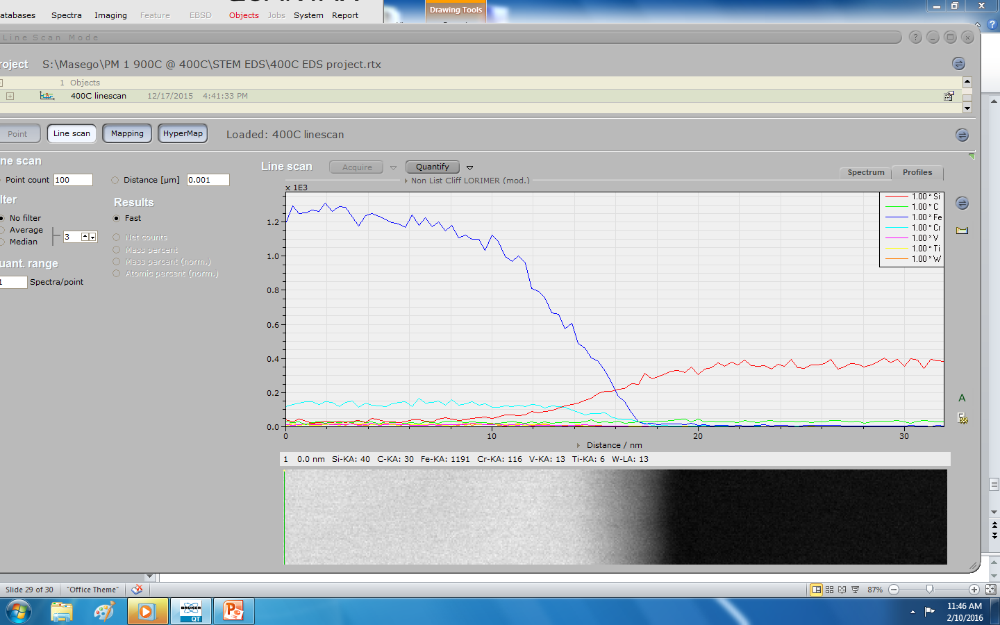 Drawing Tools
atabases Spectra Imaging Feature EBSD Objects Jobs System Report
Line Scan Mode
roject S:\Masego\PM 1 900C @ 400C\STEM EDS\400C EDS project.rtx
1 Objects
400C linescan 12/17/2015 4:41:33 PM
Point Line scan Mapping HyperMap Loaded: 400C linescan
ne scan
Point count 100 Distance [µm] 0.001
lter
No filter
Average
Median
3
Results
Fast
Net counts
Mass percent
Mass percent (norm.)
Atomic percent (norm.)
uant. range
1 Spectra/point
Line scan Acquire Quantify
Non List Cliff LORIMER (mod.)
Spectrum Profiles
x 1E3
1.00 * Si
1.00 * C
1.00 * Fe
1.00 * Cr
1.00 * V
1.00 * Ti
1.00 * W
1.2
1.0
0.8
0.6
0.4
0.2
0.0
0 10 20 30
Distance / nm
A
1 0.0 nm Si-KA: 40 C-KA: 30 Fe-KA: 1191 Cr-KA: 116 V-KA: 13 Ti-KA: 6 W-LA: 13
Slide 29 of 30 "Office Theme" 87%
BRUKER
QT
11:46 AM
2/10/2016